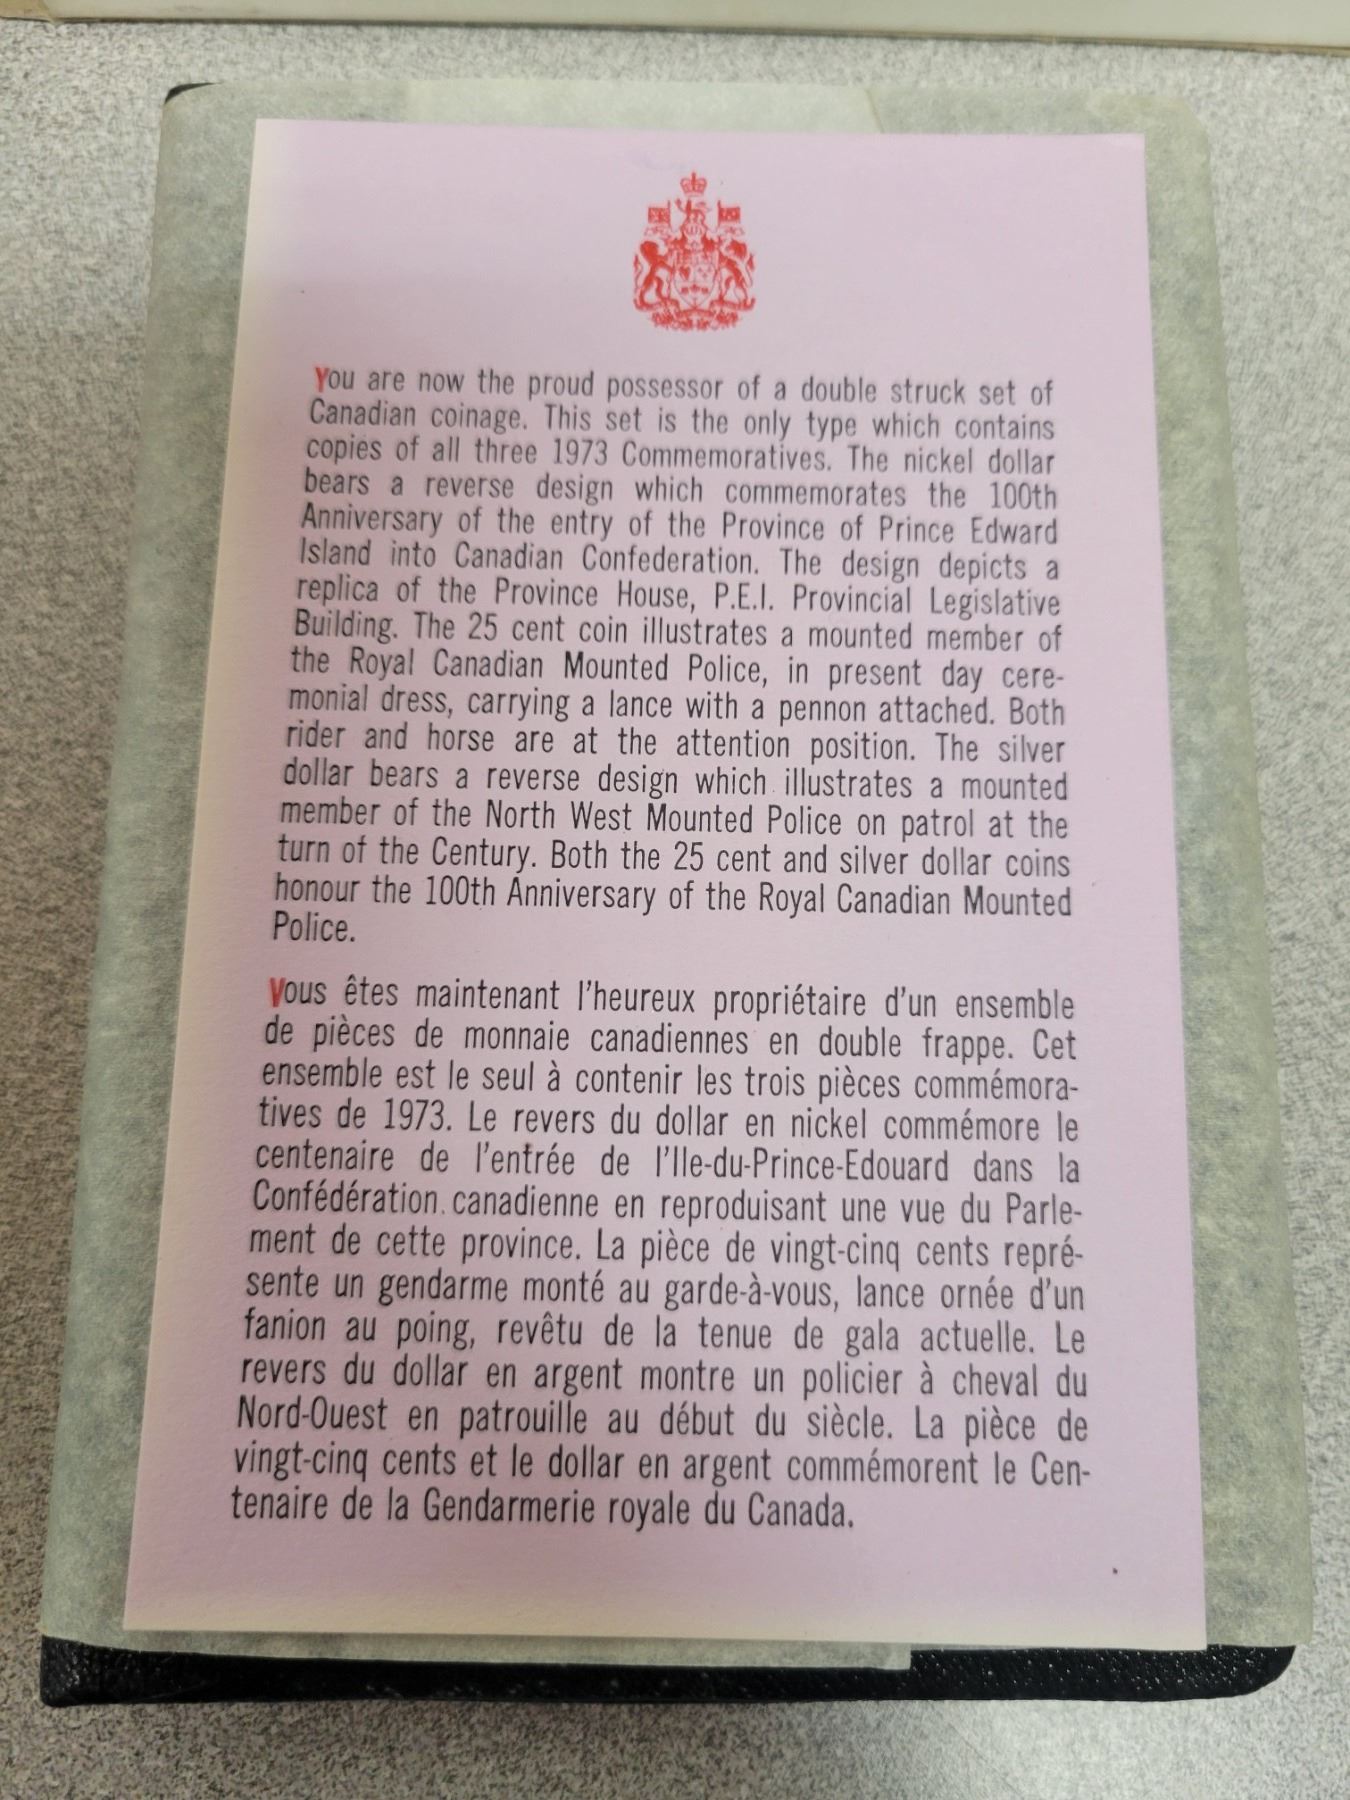 You are now the proud possessor of a double struck set of
Canadian coinage. This set is the only type which contains
copies of all three 1973 Commemoratives. The nickel dollar
bears a reverse design which commemorates the 100th
Anniversary of the entry of the Province of Prince Edward
Island into Canadian Confederation. The design depicts a
replica of the Province House, P.E.I. Provincial Legislative
Building. The 25 cent coin illustrates a mounted member of
the Royal Canadian Mounted Police, in present day cere-
monial dress, carrying a lance with a pennon attached. Both
rider and horse are at the attention position. The silver
dollar bears a reverse design which illustrates a mounted
member of the North West Mounted Police on patrol at the
turn of the Century. Both the 25 cent and silver dollar coins
honour the 100th Anniversary of the Royal Canadian Mounted
Police.
Vous êtes maintenant l'heureux propriétaire d'un ensemble
de pièces de monnaie canadiennes en double frappe. Cet
ensemble est le seul à contenir les trois pièces commémora-
tives de 1973. Le revers du dollar en nickel commémore le
centenaire de l'entrée de l'Ile-du-Prince-Edouard dans la
Confédération canadienne en reproduisant une vue du Parle-
ment de cette province. La pièce de vingt-cinq cents repré-
sente un gendarme monté au garde-à-vous, lance ornée d'un
fanion au poing, revêtu de la tenue de gala actuelle. Le
revers du dollar en argent montre un policier à cheval du
Nord-Ouest en patrouille au début du siècle. La pièce de
vingt-cinq cents et le dollar en argent commémorent le Cen-
tenaire de la Gendarmerie royale du Canada.